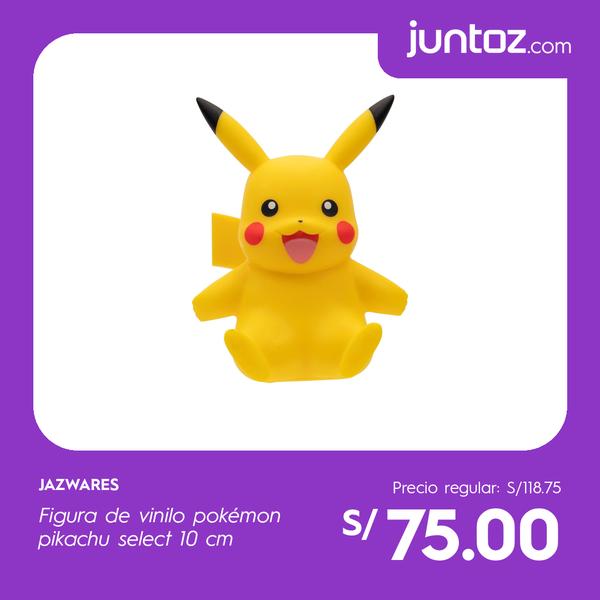 juntoz.com
JAZWARES
Figura de vinilo pokémon
pikachu select 10 cm
Precio regular: S/118.75
S/75.00